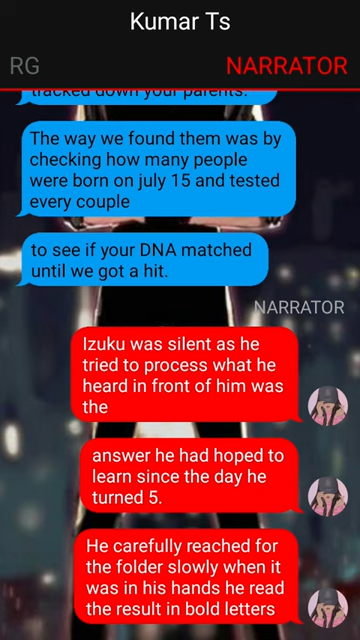 Kumar Ts
RG
NARRATOR
tracked down your parents.
The way we found them was by
checking how many people
were born on july 15 and tested
every couple
to see if your DNA matched
until we got a hit.
NARRATOR
Izuku was silent as he
tried to process what he
heard in front of him was
the
answer he had hoped to
learn since the day he
turned 5.
He carefully reached for
the folder slowly when it
was in his hands he read
the result in bold letters